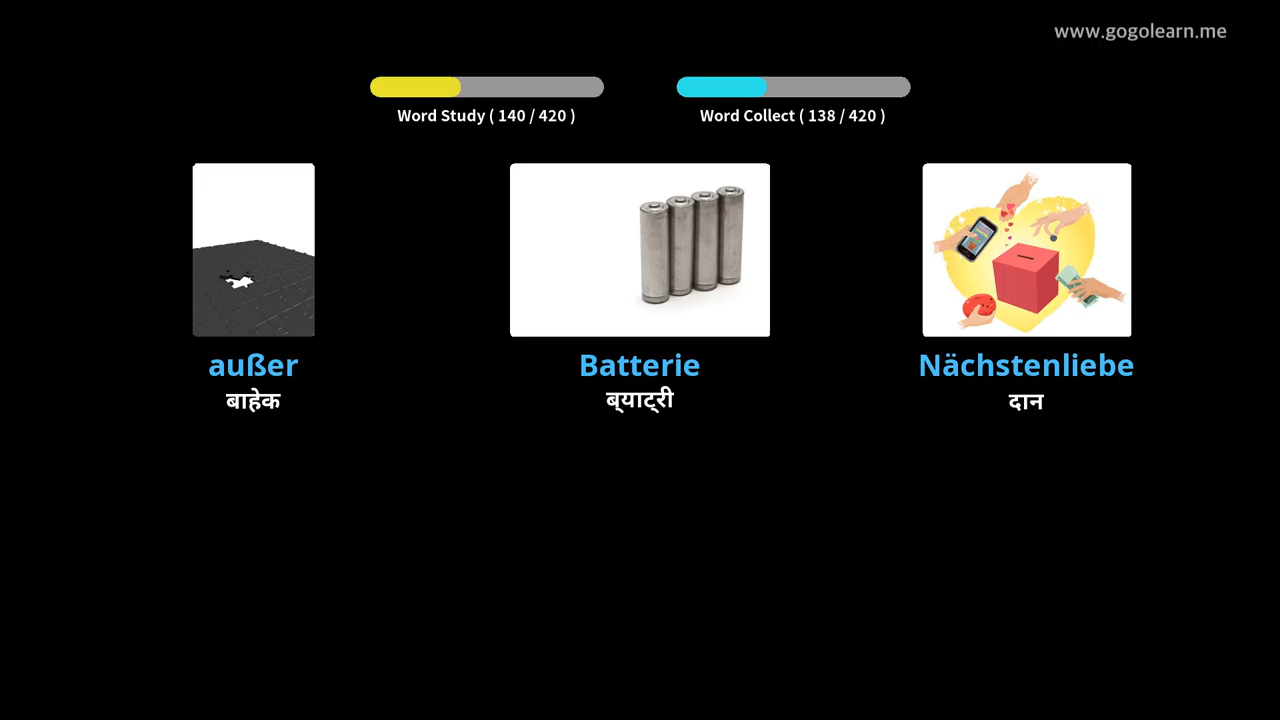 www.gogolearn.me
Word Study ( 140 / 420 )
Word Collect ( 138 / 420 )
außer
Batterie
Nächstenliebe
बाहेक
ब्याट्री
दान